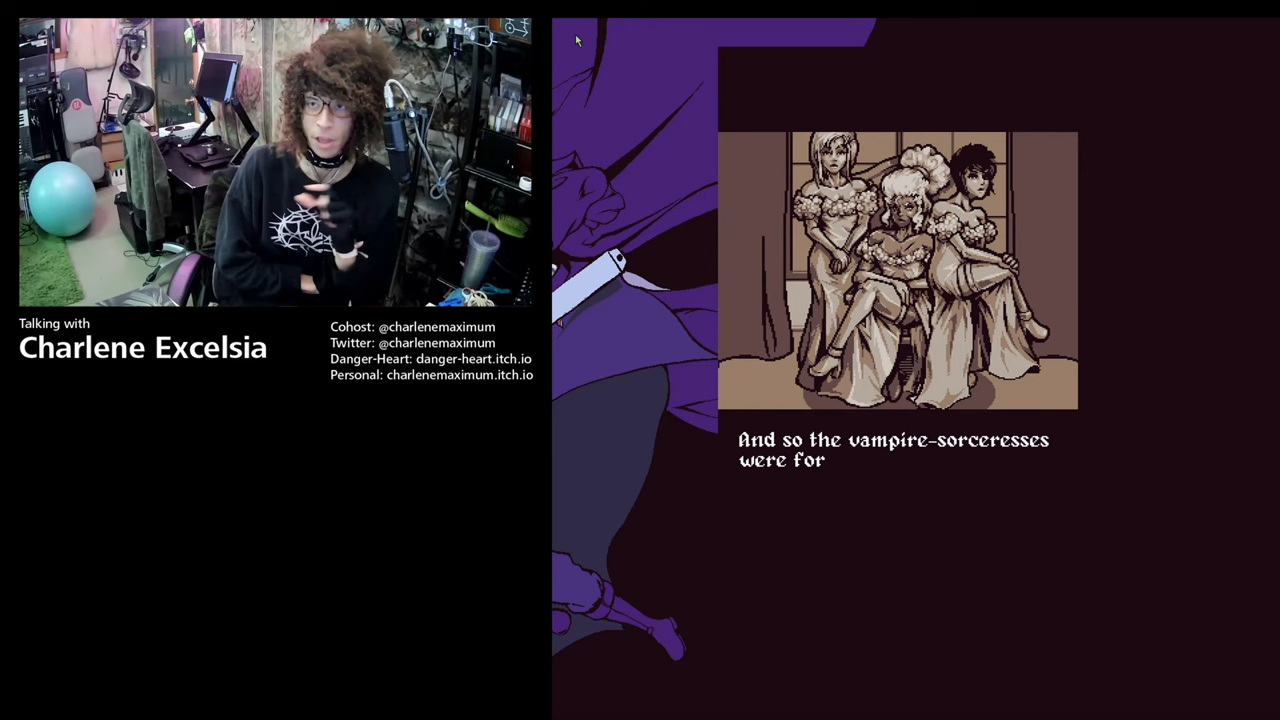 Talking with
Charlene Excelsia
Cohost: @charlenemaximum
Twitter: @charlenemaximum
Danger-Heart: danger-heart.itch.io
Personal: charlenemaximum.itch.io
And so the vampire-sorceresses
were for